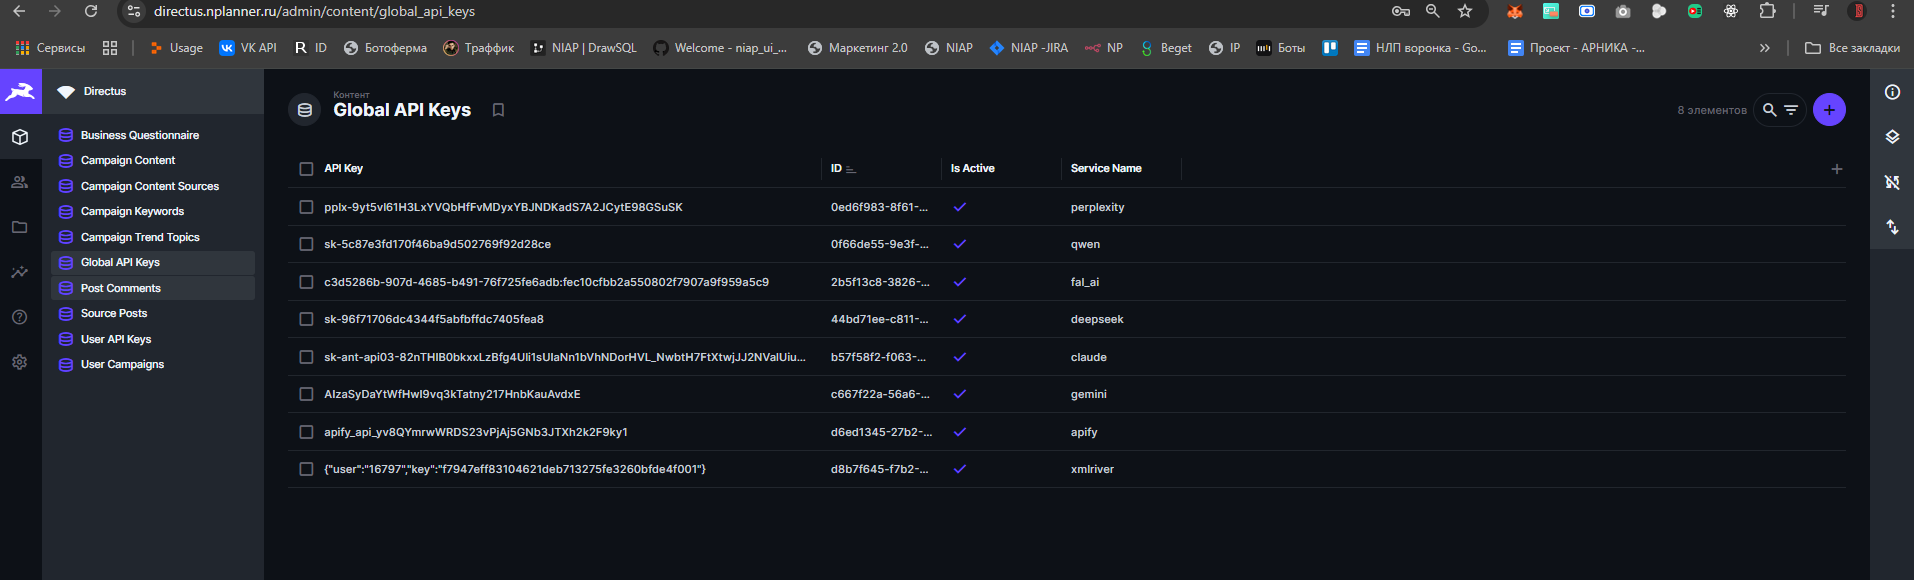 directus.nplanner.ru/admin/content/global_api_keys
Сервисы Usage VK API ID Ботоферма Траффик NIAP | DrawSQL Welcome - niap_ui_... Маркетинг 2.0 NIAP NIAP -JIRA NP Beget IP Боты НЛП воронка - Go... Проект - АРНИКА -... Все закладки
Directus
Business Questionnaire
Campaign Content
Campaign Content Sources
Campaign Keywords
Campaign Trend Topics
Global API Keys
Post Comments
Source Posts
User API Keys
User Campaigns
Контент
Global API Keys
8 элементов
API Key ID Is Active Service Name
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 0ed6f983-8f61-... perplexity
sk-5c87e3fd170f46ba9d502769f92d28ce 0f66de55-9e3f-... qwen
c3d5286b-907d-4685-b491-76f725fe6adb:fec10cfbb2a550802f7907a9f959a5c9 2b5f13c8-3826-... fal_ai
sk-96f71706dc4344f5abfbffdc7405fea8 44bd71ee-c811-... deepseek
sk-ant-api03-82nTHIB0bkxxLzBfg4Uli1sUlaNn1bVhNDorHVL_NwbtH7FtXtwjJJ2NValUiu... b57f58f2-f063-... claude
AIzaSyDaYtWfHwI9vq3kTatny217HnbKauAvdxE c667f22a-56a6-... gemini
apify_api_yv8QYmrwWRDS23vPjAj5GNb3JTXh2k2F9ky1 d6ed1345-27b2-... apify
{"user":"16797","key":"f7947eff83104621deb713275fe3260bfde4f001"} d8b7f645-f7b2-... xmlriver